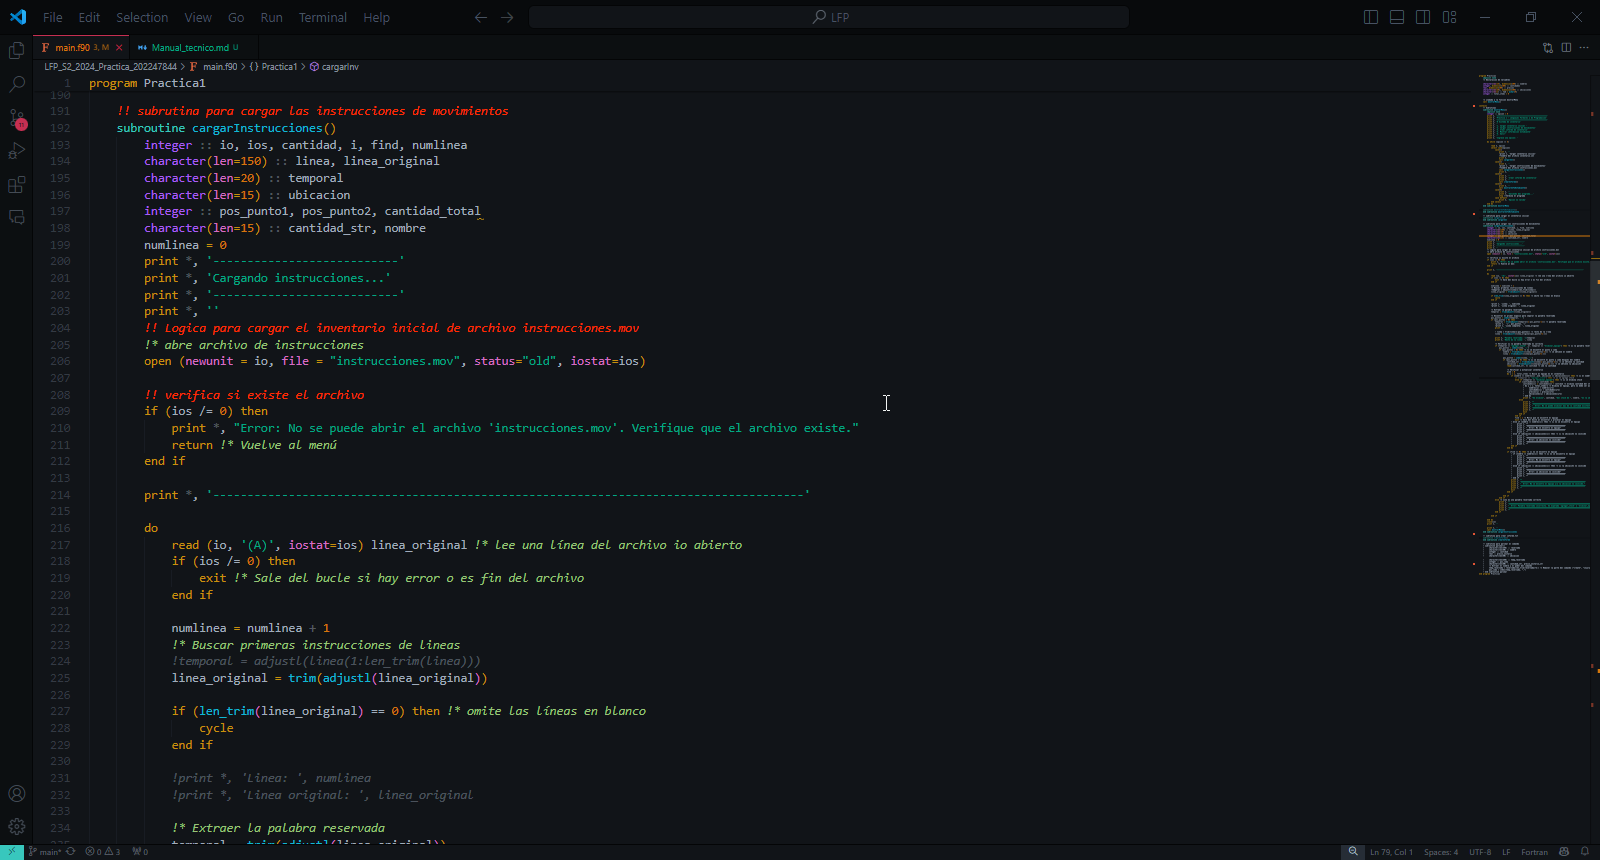 File Edit Selection View Go Run Terminal Help LFP
main.f90 3, M Manual_tecnico.md U
LFP_S2_2024_Practica_202247844 > F main.f90 > {} Practica1 > cargarInv
1 program Practica1
190
191 !! subrutina para cargar las instrucciones de movimientos
192 subroutine cargarInstrucciones()
193 integer :: io, ios, cantidad, i, find, numlinea
194 character(len=150) :: linea, linea_original
195 character(len=20) :: temporal
196 character(len=15) :: ubicacion
197 integer :: pos_punto1, pos_punto2, cantidad_total
198 character(len=15) :: cantidad_str, nombre
199 numlinea = 0
200 print *, '---------------------------'
201 print *, 'Cargando instrucciones...'
202 print *, '---------------------------'
203 print *, ''
204 !! Logica para cargar el inventario inicial de archivo instrucciones.mov
205 !* abre archivo de instrucciones
206 open (newunit = io, file = "instrucciones.mov", status="old", iostat=ios)
207
208 !! verifica si existe el archivo
209 if (ios /= 0) then
210 print *, "Error: No se puede abrir el archivo 'instrucciones.mov'. Verifique que el archivo existe."
211 return !* Vuelve al menú
212 end if
213
214 print *, '--------------------------------------------------------------------------------------'
215
216 do
217 read (io, '(A)', iostat=ios) linea_original !* lee una línea del archivo io abierto
218 if (ios /= 0) then
219 exit !* Sale del bucle si hay error o es fin del archivo
220 end if
221
222 numlinea = numlinea + 1
223 !* Buscar primeras instrucciones de lineas
224 !temporal = adjustl(linea(1:len_trim(linea)))
225 linea_original = trim(adjustl(linea_original))
226
227 if (len_trim(linea_original) == 0) then !* omite las líneas en blanco
228 cycle
229 end if
230
231 !print *, 'Linea: ', numlinea
232 !print *, 'Linea original: ', linea_original
233
234 !* Extraer la palabra reservada
235 temporal = trim(adjustl(linea_original))
main* 0 3 0 Ln 79, Col 1 Spaces: 4 UTF-8 LF Fortran